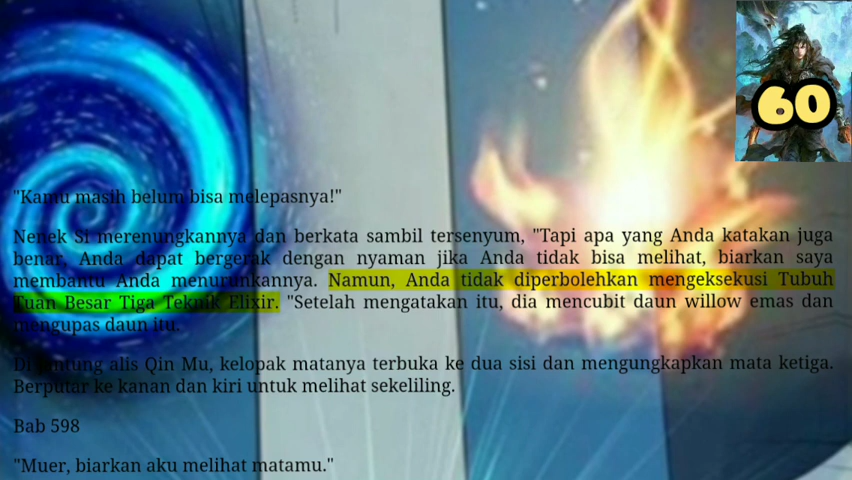 60
"Kamu masih belum bisa melepasnya!"
Nenek Si merenungkannya dan berkata sambil tersenyum, "Tapi apa yang Anda katakan juga
benar, Anda dapat bergerak dengan nyaman jika Anda tidak bisa melihat, biarkan saya
membantu Anda menurunkannya. Namun, Anda tidak diperbolehkan mengeksekusi Tubuh
Tuan Besar Tiga Teknik Elixir. "Setelah mengatakan itu, dia mencubit daun willow emas dan
mengupas daun itu.
Di jantung alis Qin Mu, kelopak matanya terbuka ke dua sisi dan mengungkapkan mata ketiga.
Berputar ke kanan dan kiri untuk melihat sekeliling.
Bab 598
"Muer, biarkan aku melihat matamu."